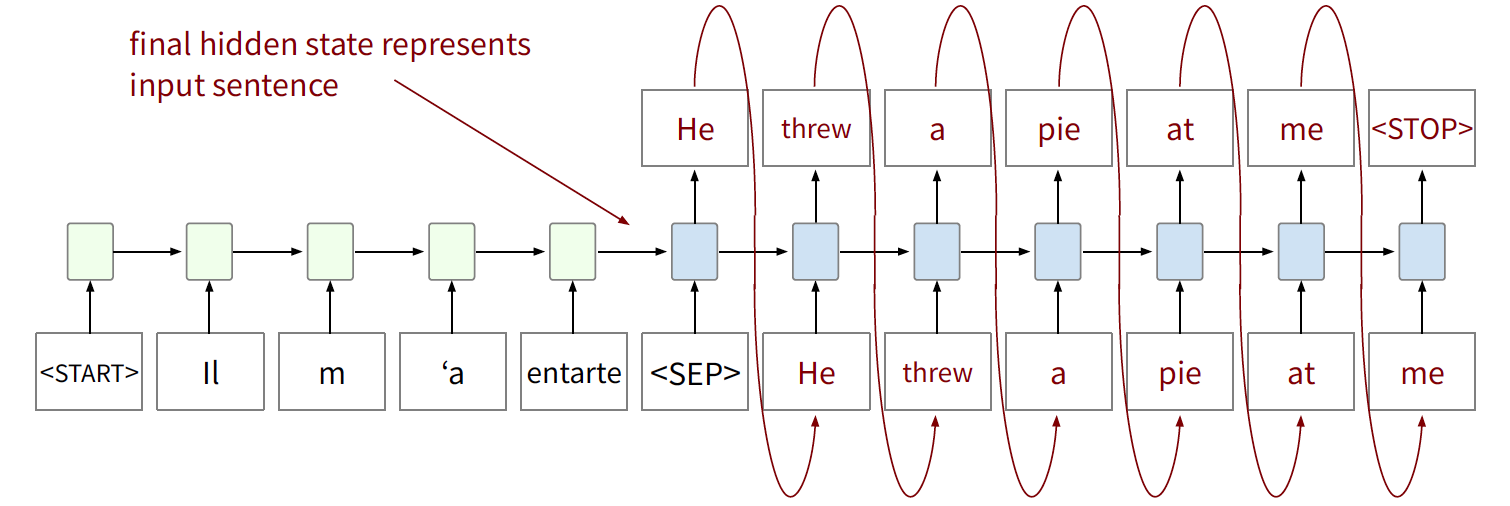 final hidden state represents
input sentence
He threw a pie at me <STOP>
<START> Il m ‘a entarte <SEP> He threw a pie at me